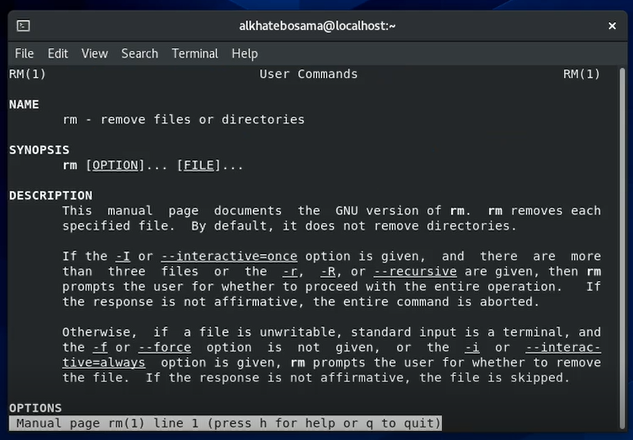 alkhatebosama@localhost:~
File Edit View Search Terminal Help
RM(1) User Commands RM(1)
NAME
rm - remove files or directories
SYNOPSIS
rm [OPTION]... [FILE]...
DESCRIPTION
This manual page documents the GNU version of rm. rm removes each
specified file. By default, it does not remove directories.
If the -I or --interactive=once option is given, and there are more
than three files or the -r, -R, or --recursive are given, then rm
prompts the user for whether to proceed with the entire operation. If
the response is not affirmative, the entire command is aborted.
Otherwise, if a file is unwritable, standard input is a terminal, and
the -f or --force option is not given, or the -i or --interac-
tive=always option is given, rm prompts the user for whether to remove
the file. If the response is not affirmative, the file is skipped.
OPTIONS
Manual page rm(1) line 1 (press h for help or q to quit)